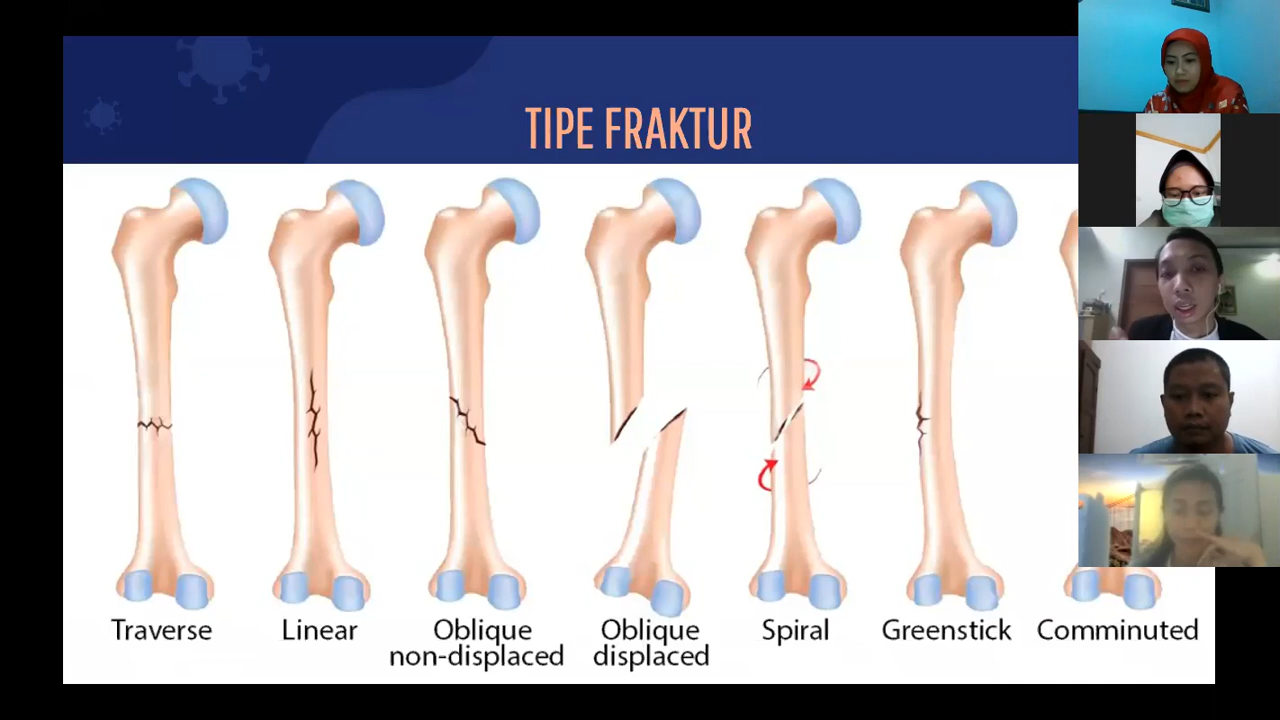 TIPE FRAKTUR
Traverse
Linear
Oblique
non-displaced
Oblique
displaced
Spiral
Greenstick
Comminuted